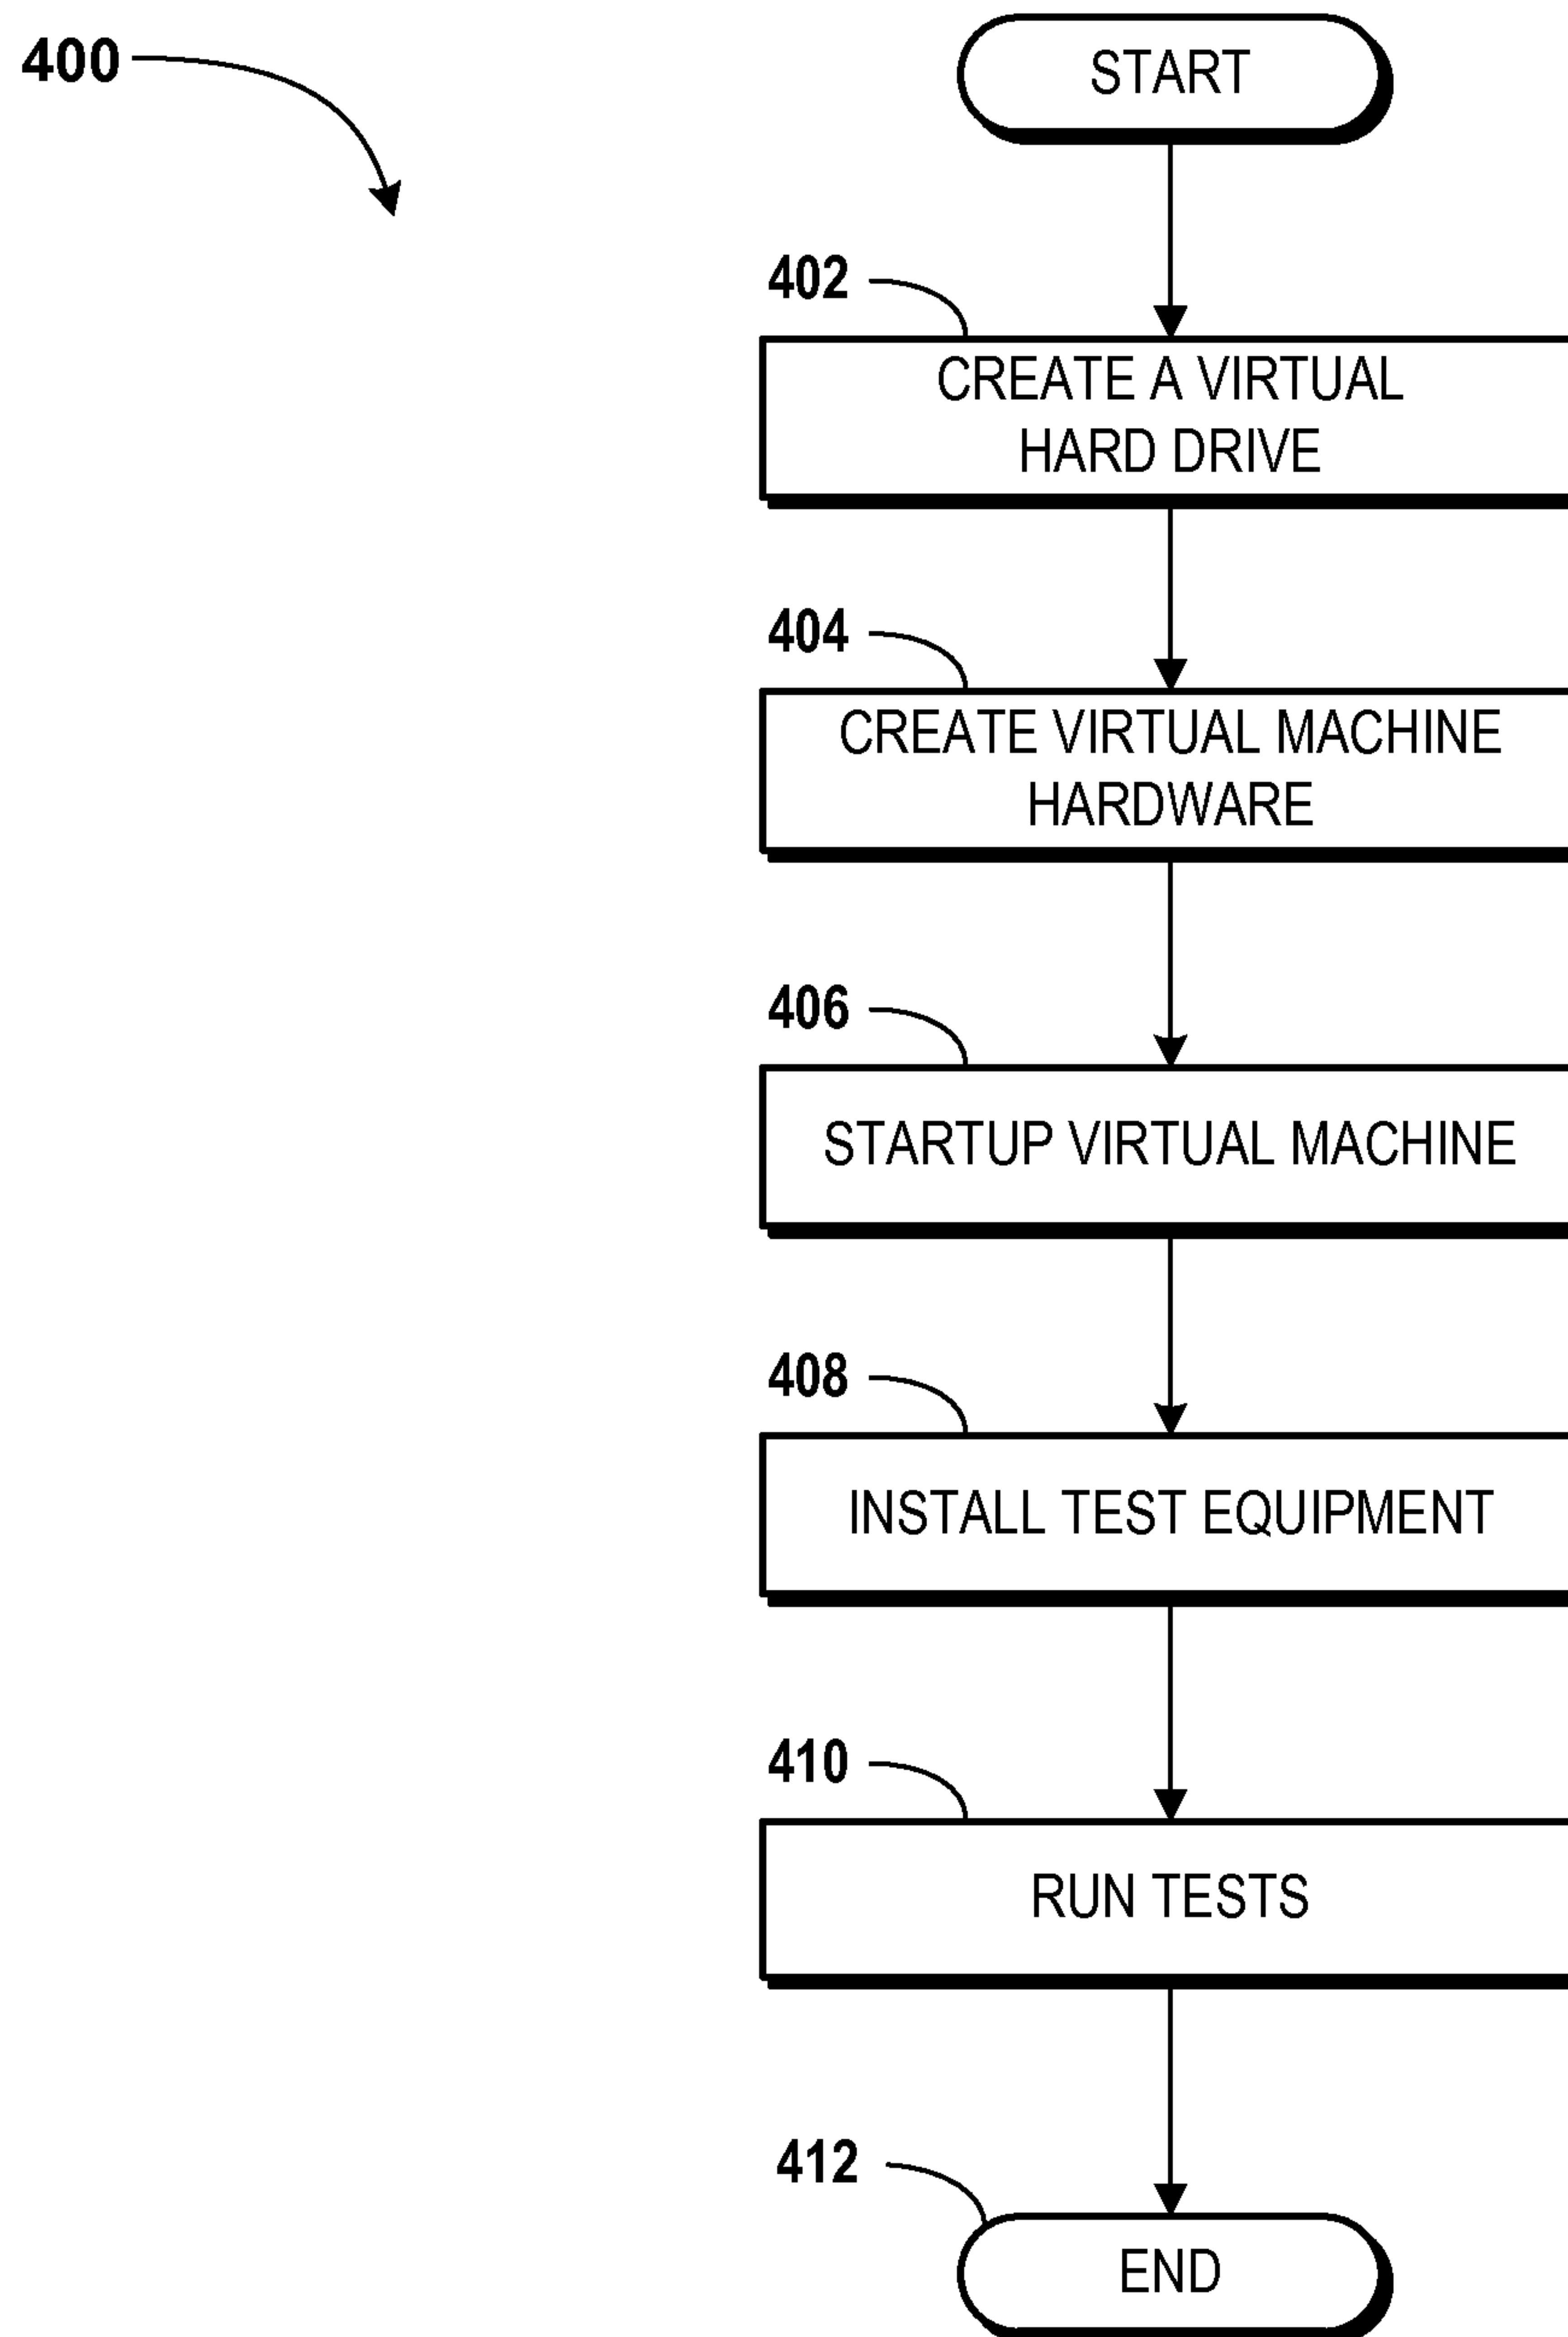 400
START
402
CREATE A VIRTUAL
HARD DRIVE
404
CREATE VIRTUAL MACHINE
HARDWARE
406
STARTUP VIRTUAL MACHINE
408
INSTALL TEST EQUIPMENT
410
RUN TESTS
412
END